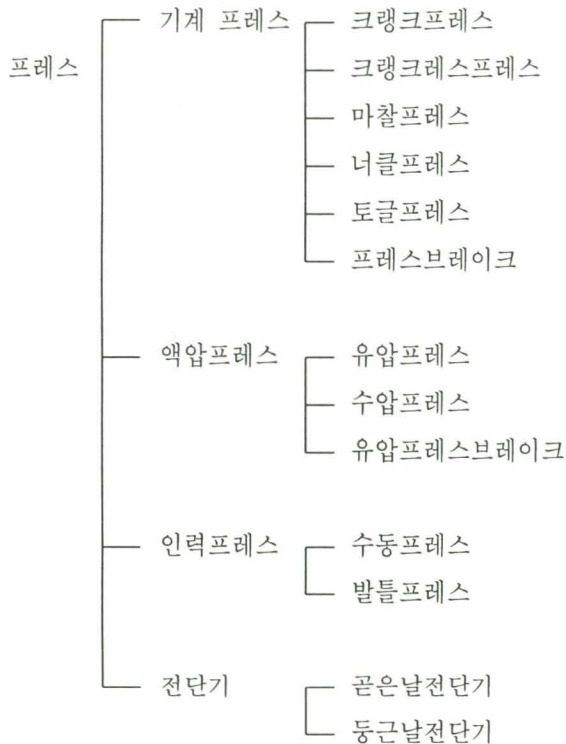 기계 프레스 크랭크프레스
프레스 크랭크레스프레스
마찰프레스
너클프레스
토글프레스
프레스브레이크
액압프레스 유압프레스
수압프레스
유압프레스브레이크
인력프레스 수동프레스
발틀프레스
전단기 곧은날전단기
둥근날전단기